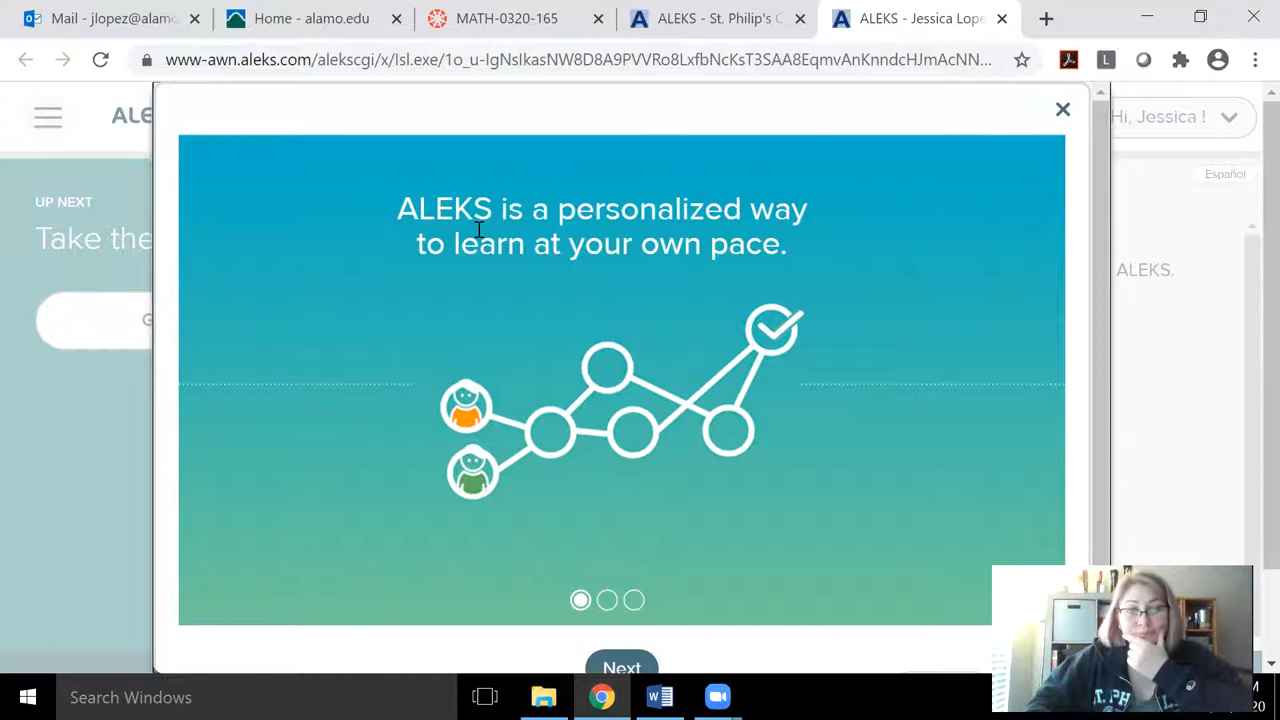 Mail - jlopez@alamo
Home - alamo.edu
MATH-0320-165
ALEKS - St. Philip's C
ALEKS - Jessica Lope
www-awn.aleks.com/alekscgi/x/Isl.exe/1o_u-IgNsIkasNW8D8A9PVVRo8LxfbNcKsT3SAA8EqmvAnKnndcHJmAcNN...
L
ALE
Hi, Jessica !
Español
UP NEXT
Take the
G
ALEKS.
ALEKS is a personalized way
to learn at your own pace.
Next
Search Windows